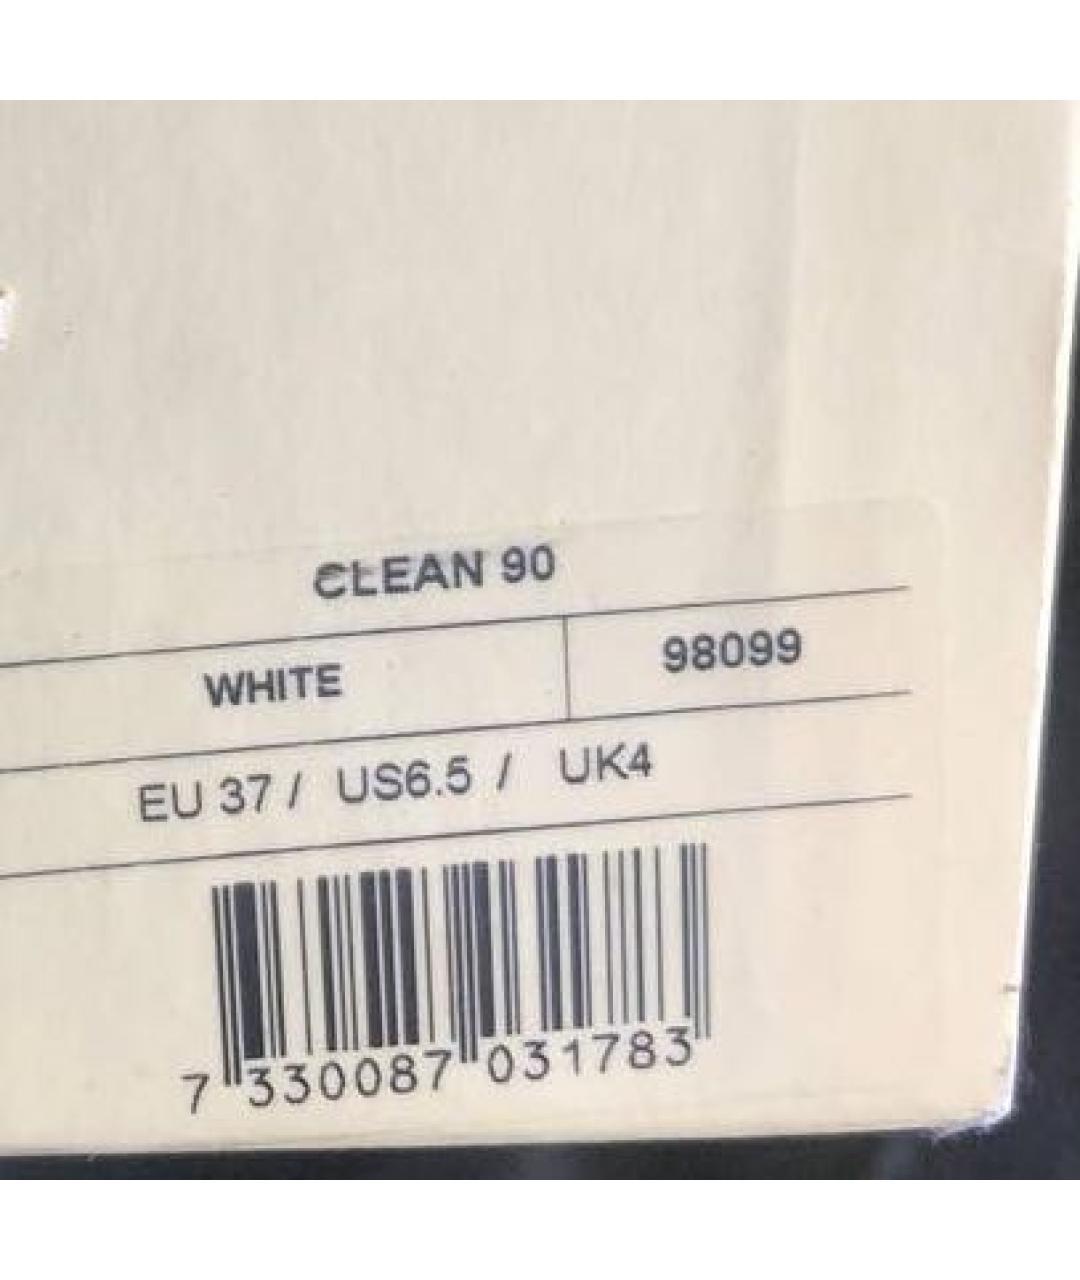 CLEAN 90
WHITE 98099
EU 37 / US6.5 / UK4
7 330087 031783